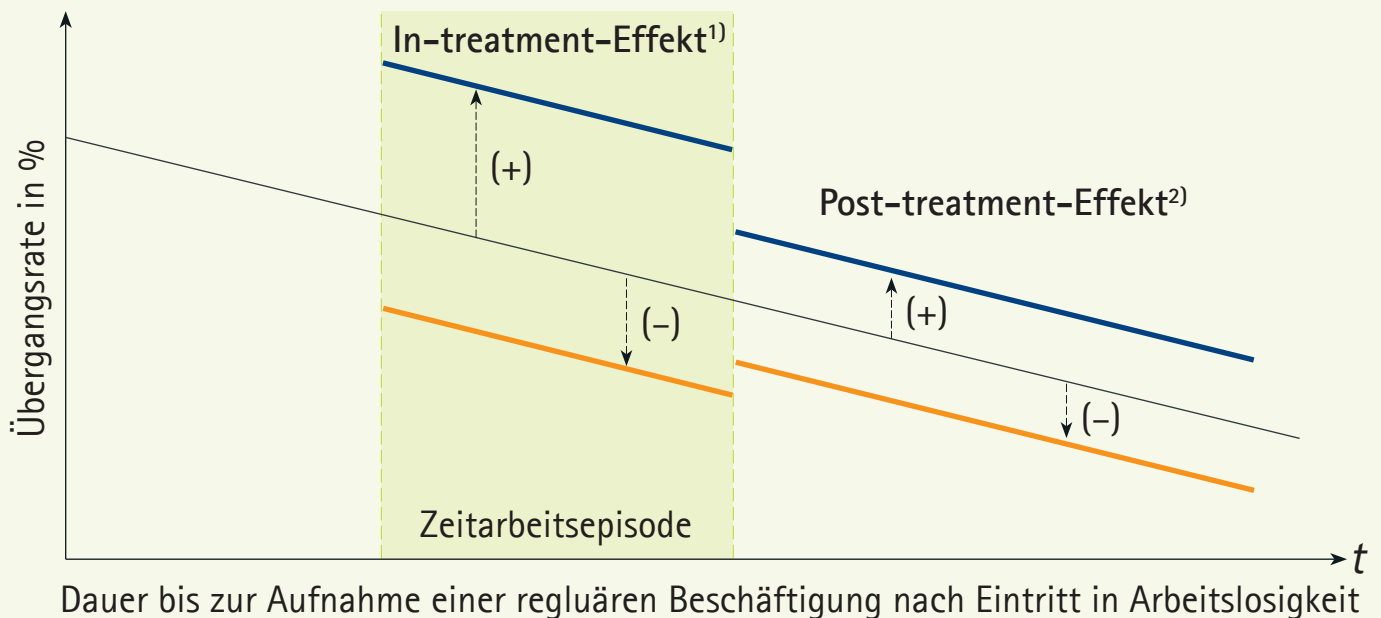 In-treatment-Effekt1)
Übergangsrate in %
(+)
Post-treatment-Effekt2)
(–)
(+)
(–)
Zeitarbeitsepisode
t
Dauer bis zur Aufnahme einer regluären Beschäftigung nach Eintritt in Arbeitslosigkeit